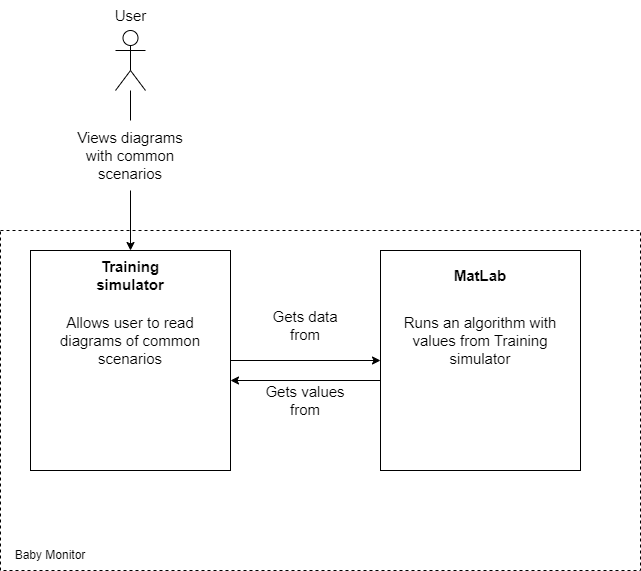 User
Views diagrams
with common
scenarios
Training
simulator
Allows user to read
diagrams of common
scenarios
Gets data
from
Gets values
from
MatLab
Runs an algorithm with
values from Training
simulator
Baby Monitor